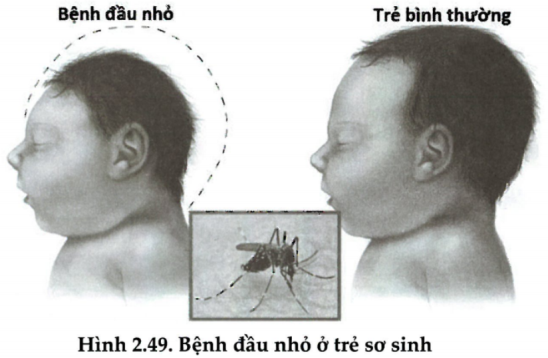 Bệnh đầu nhỏ
Trẻ bình thường
Hình 2.49. Bệnh đầu nhỏ ở trẻ sơ sinh